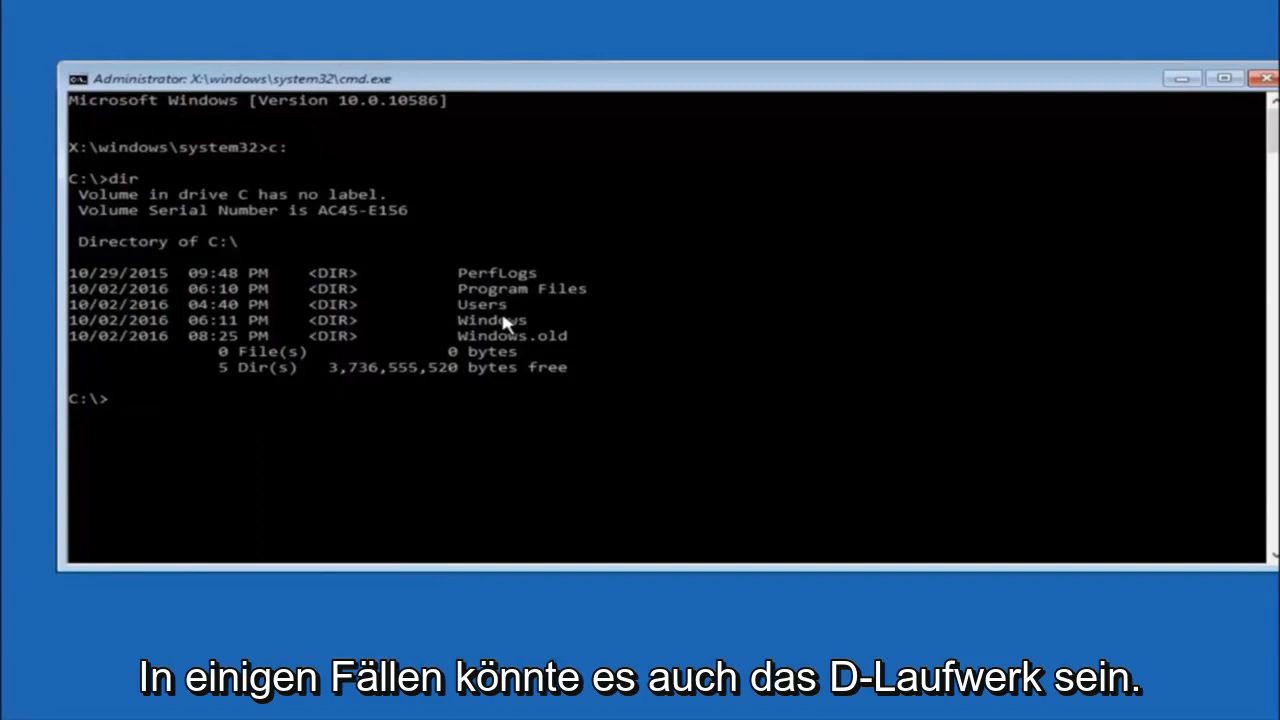 Administrator: X:\windows\system32\cmd.exe
Microsoft Windows [Version 10.0.10586]
X:\windows\system32>c:
C:\>dir
Volume in drive C has no label.
Volume Serial Number is AC45-E156
Directory of C:\
10/29/2015 09:48 PM <DIR> PerfLogs
10/02/2016 06:10 PM <DIR> Program Files
10/02/2016 04:40 PM <DIR> Users
10/02/2016 06:11 PM <DIR> Windows
10/02/2016 08:25 PM <DIR> Windows.old
0 File(s) 0 bytes
5 Dir(s) 3,736,555,520 bytes free
C:\>
In einigen Fällen könnte es auch das D-Laufwerk sein.